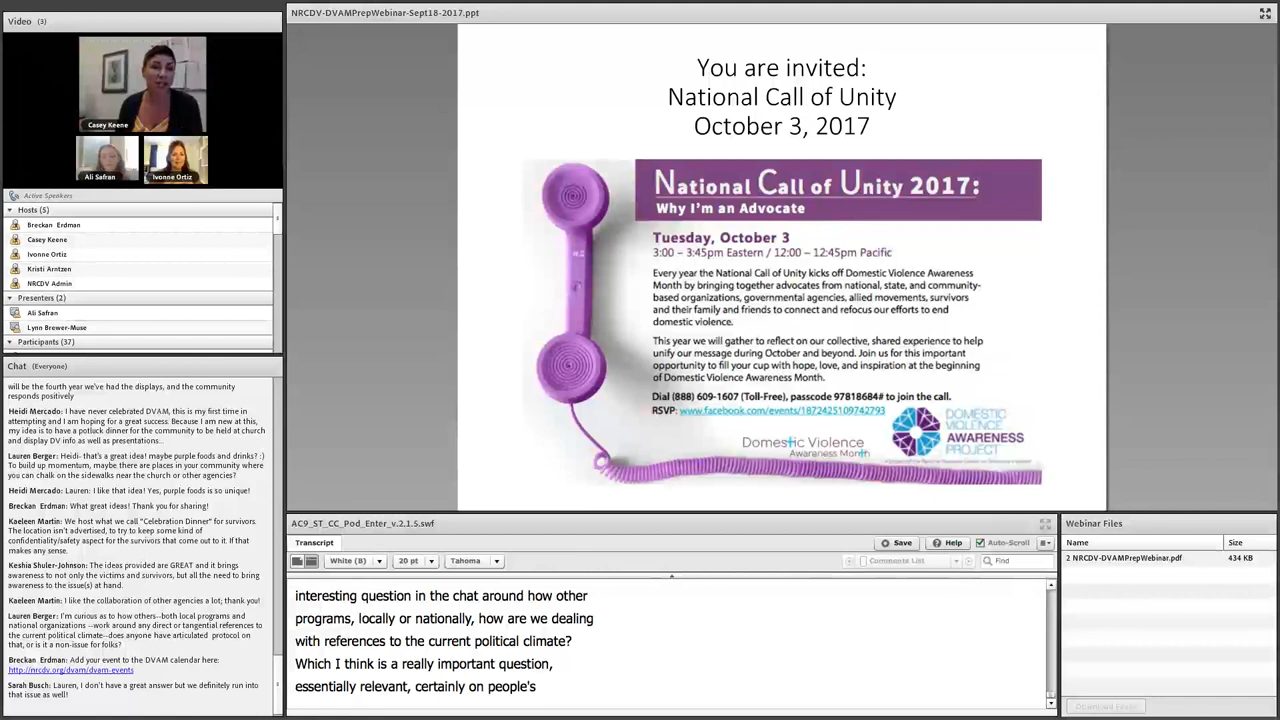 Video (3)
Casey Keene
Ali Safran
Ivonne Ortiz
Active Speakers
Hosts (5)
Breckan Erdman
Casey Keene
Ivonne Ortiz
Kristi Arntzen
NRCDV Admin
Presenters (2)
Ali Safran
Lynn Brewer-Muse
Participants (37)
Chat (Everyone)
will be the fourth year we've had the displays, and the community
responds positively
Heidi Mercado: I have never celebrated DVAM, this is my first time in
attempting and I am hoping for a great success. Because I am new at this,
my idea is to have a potluck dinner for the community to be held at church
and display DV info as well as presentations...
Lauren Berger: Heidi- that's a great idea! maybe purple foods and drinks! :-)
To build up momentum, maybe there are places in your community where
you can chalk on the sidewalks near the church or other agencies?
Heidi Mercado: Lauren: I like that idea! Yes, purple foods is so unique!
Breckan Erdman: What great ideas! Thank you for sharing!
Kaeleen Martin: We host what we call "Celebration Dinner" for survivors.
The location isn't advertised, to try to keep some kind of
confidentiality/safety aspect for the survivors that come out to it. If that
makes any sense.
Keshia Shuler-Johnson: The ideas provided are GREAT and it brings
awareness to not only the victims and survivors, but all the need to bring
awareness to the issue(s) at hand.
Kaeleen Martin: I like the collaboration of other agencies a lot; thank you!
Lauren Berger: I'm curious as to how others--both local programs and
national organizations --work around any direct or tangential references to
the current political climate--does anyone have articulated protocol on
that, or is it a non-issue for folks?
Breckan Erdman: Add your event to the DVAM calendar here:
http://nrcdv.org/dvam/dvam-events
Sarah Busch: Lauren, I don't have a great answer but we definitely run into
that issue as well!
NRCDV-DVAMPrepWebinar-Sept18-2017.ppt
You are invited:
National Call of Unity
October 3, 2017
National Call of Unity 2017:
Why I'm an Advocate
Tuesday, October 3
3:00 – 3:45pm Eastern / 12:00 – 12:45pm Pacific
Every year the National Call of Unity kicks off Domestic Violence Awareness
Month by bringing together advocates from national, state, and community-
based organizations, governmental agencies, allied movements, survivors
and their family and friends to connect and refocus our efforts to end
domestic violence.
This year we will gather to reflect on our collective, shared experience to help
unify our message during October and beyond. Join us for this important
opportunity to fill your cup with hope, love, and inspiration at the beginning
of Domestic Violence Awareness Month.
Dial (888) 609-1607 (Toll-Free), passcode 97818684# to join the call.
RSVP: www.facebook.com/events/1872425109742793
Domestic Violence
Awareness Month
DOMESTIC
VIOLENCE
AWARENESS
PROJECT
AC9_ST_CC_Pod_Enter_v.2.1.5.swf
Transcript
Save
Help
Auto-Scroll
White (B)
20 pt
Tahoma
Comments List
Find
interesting question in the chat around how other
programs, locally or nationally, how are we dealing
with references to the current political climate?
Which I think is a really important question,
essentially relevant, certainly on people's
Webinar Files
Name Size
2 NRCDV-DVAMPrepWebinar.pdf 434 KB